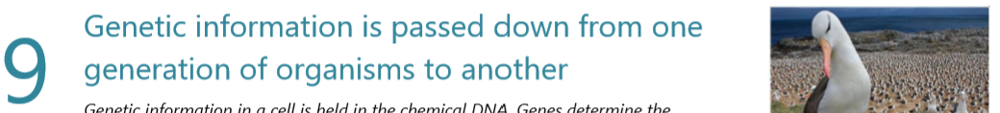 9
Genetic information is passed down from one
generation of organisms to another
Genetic information in a cell is held in the chemical DNA. Genes determine the